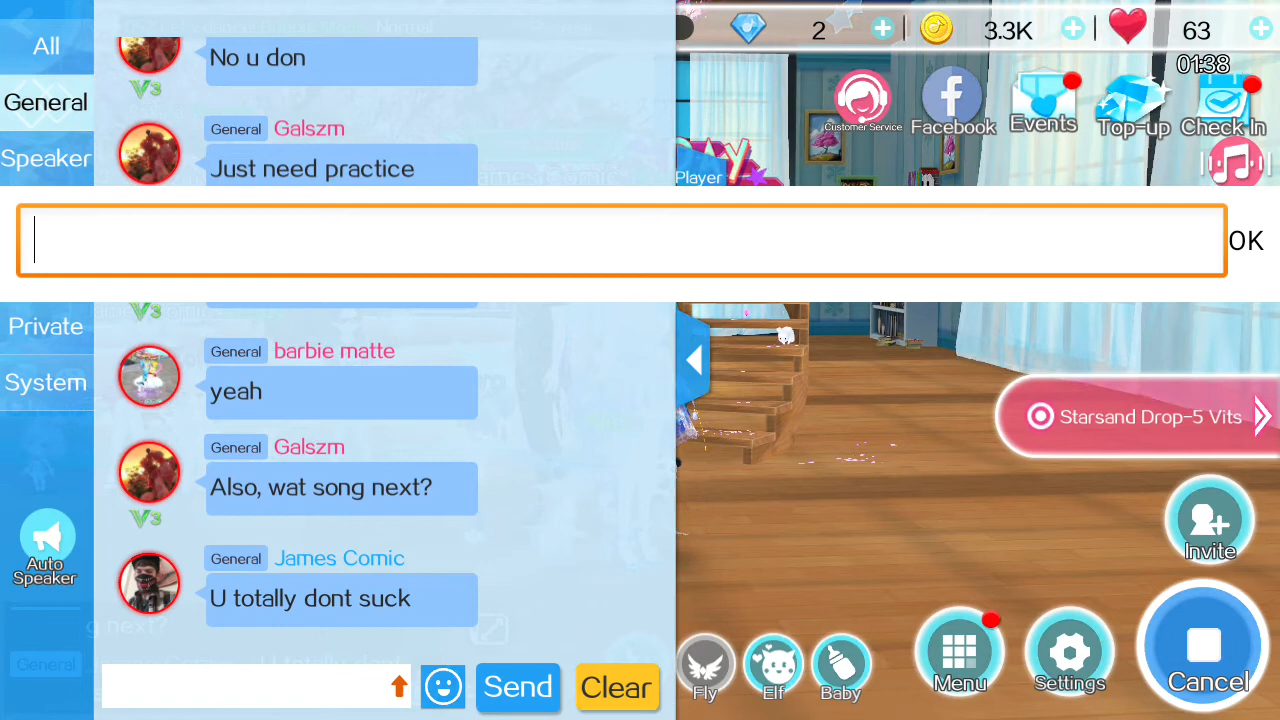 All
General
Speaker
No u don
V3
General Galszm
Just need practice
2
3.3K
63
01:38
Customer Service
Facebook
Events
Top-up
Check In
Player
OK
V3
Private
System
General barbie matte
yeah
General Galszm
Also, wat song next?
V3
General James Comic
U totally dont suck
Auto
Speaker
g next?
General
Send
Clear
Starsand Drop-5 Vits
Invite
Fly
Elf
Baby
Menu
Settings
Cancel